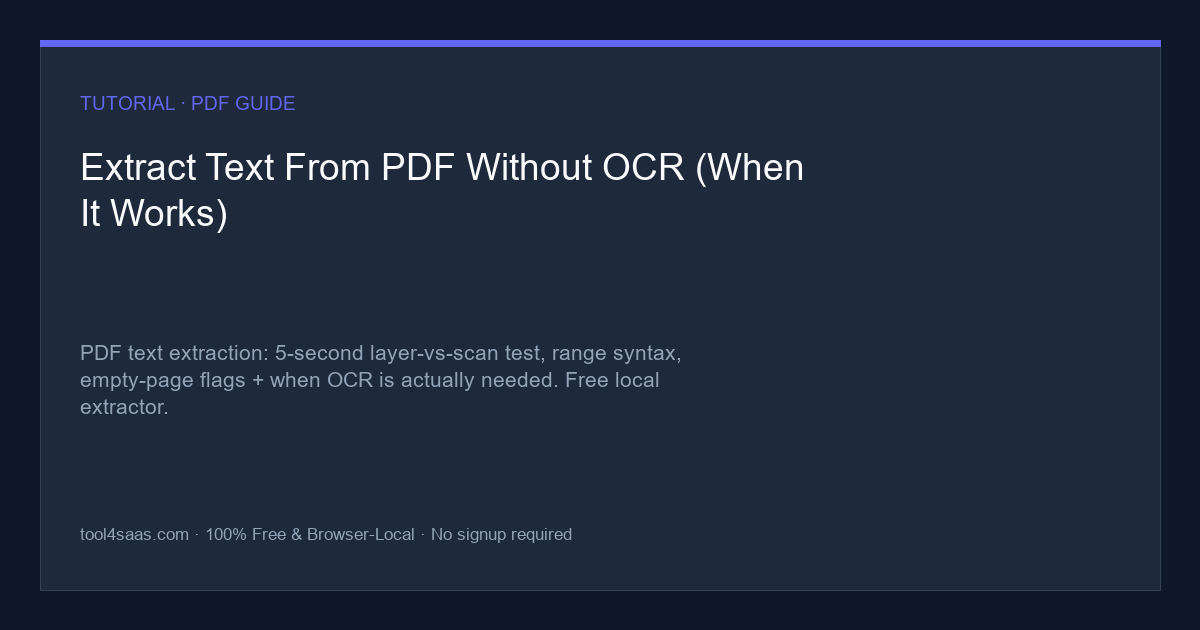 TUTORIAL · PDF GUIDE
Extract Text From PDF Without OCR (When
It Works)
PDF text extraction: 5-second layer-vs-scan test, range syntax,
empty-page flags + when OCR is actually needed. Free local
extractor.
tool4saas.com · 100% Free & Browser-Local · No signup required